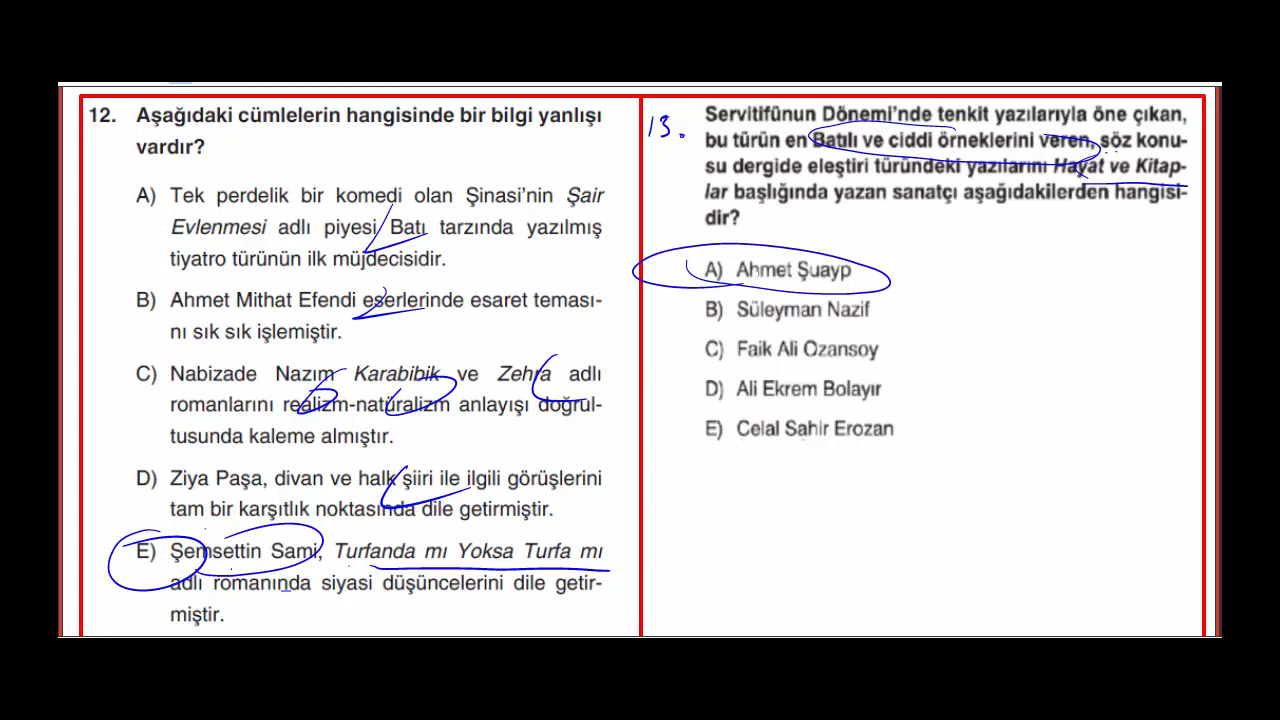 12. Aşağıdaki cümlelerin hangisinde bir bilgi yanlışı
vardır?
A) Tek perdelik bir komedi olan Şinasi'nin Şair
Evlenmesi adlı piyesi Batı tarzında yazılmış
tiyatro türünün ilk müjdecisidir.
B) Ahmet Mithat Efendi eserlerinde esaret teması-
nı sık sık işlemiştir.
C) Nabizade Nazım Karabibik ve Zehra adlı
romanlarını realizm-natüralizm anlayışı doğrul-
tusunda kaleme almıştır.
D) Ziya Paşa, divan ve halk şiiri ile ilgili görüşlerini
tam bir karşıtlık noktasında dile getirmiştir.
E) Şemsettin Sami, Turfanda mı Yoksa Turfa mı
adlı romanında siyasi düşüncelerini dile getir-
miştir.
13. Servitifünun Dönemi'nde tenkit yazılarıyla öne çıkan,
bu türün en Batılı ve ciddi örneklerini veren, söz konu-
su dergide eleştiri türündeki yazılarını Hayat ve Kitap-
lar başlığında yazan sanatçı aşağıdakilerden hangisi-
dir?
A) Ahmet Şuayp
B) Süleyman Nazif
C) Faik Ali Ozansoy
D) Ali Ekrem Bolayır
E) Celal Sahir Erozan